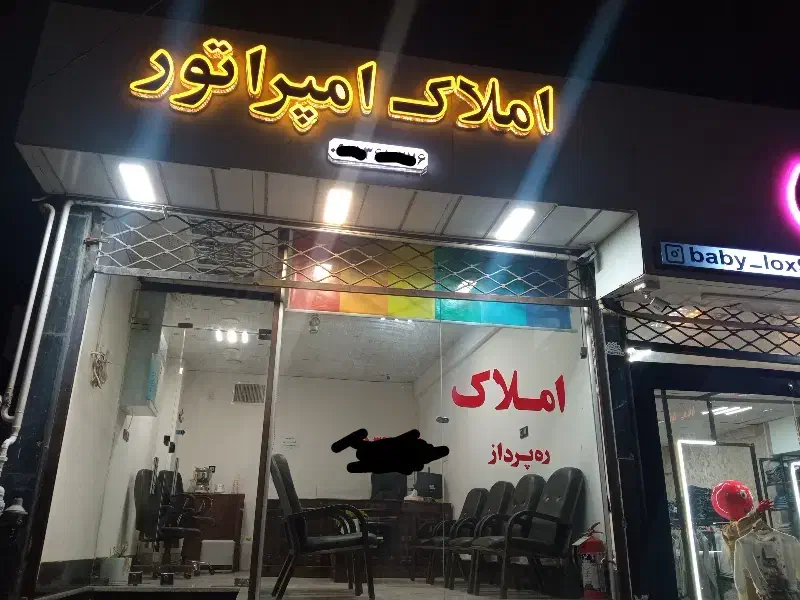 املاک امپراتور
baby_lox
املاک
ره‌پرداز